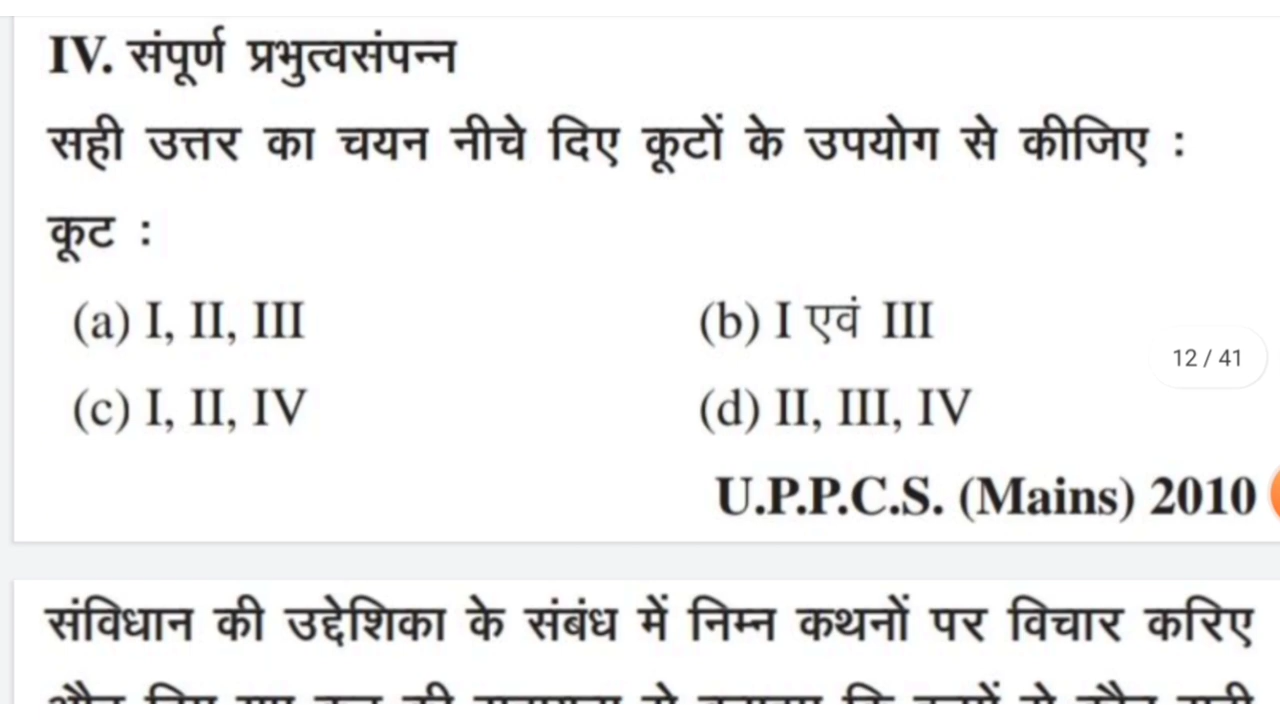 IV. संपूर्ण प्रभुत्वसंपन्न
सही उत्तर का चयन नीचे दिए कूटों के उपयोग से कीजिए :
कूट :
(a) I, II, III (b) I एवं III
12 / 41
(c) I, II, IV (d) II, III, IV
U.P.P.C.S. (Mains) 2010
संविधान की उद्देशिका के संबंध में निम्न कथनों पर विचार करिए